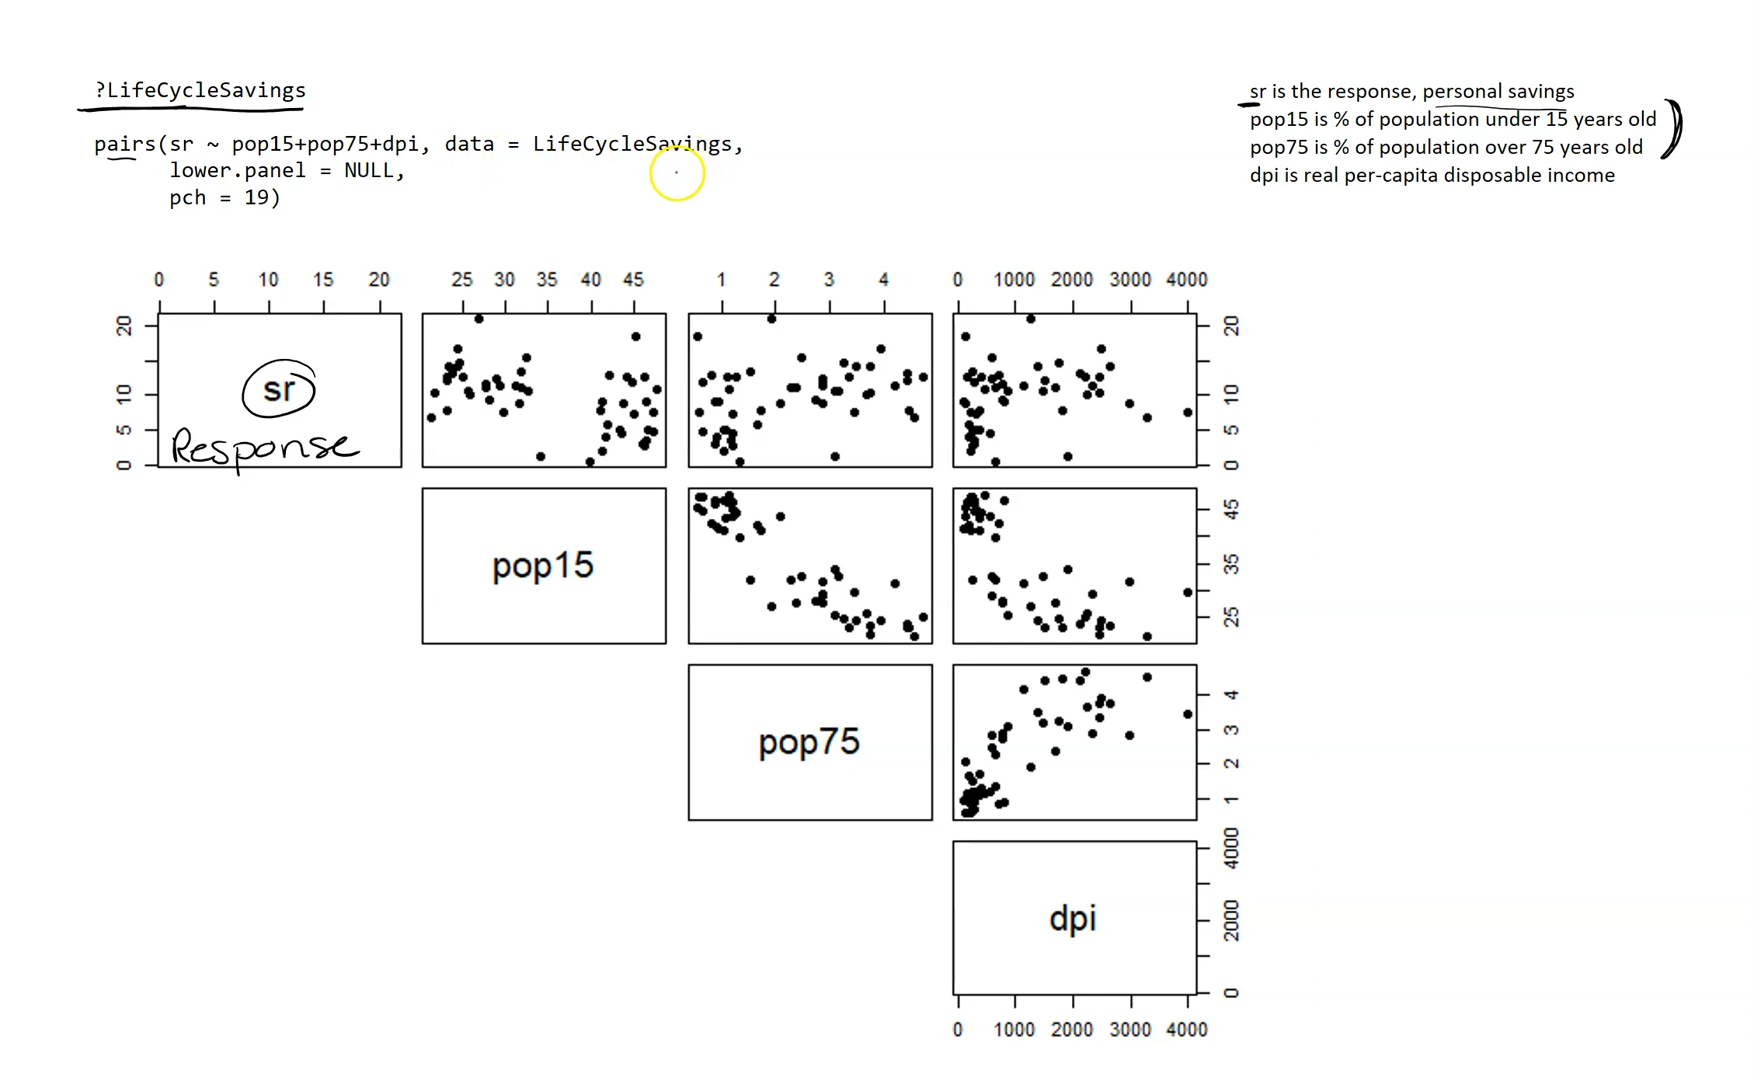 ?LifeCycleSavings
pairs(sr ~ pop15+pop75+dpi, data = LifeCycleSavings,
lower.panel = NULL,
pch = 19)
sr is the response, personal savings
pop15 is % of population under 15 years old
pop75 is % of population over 75 years old
dpi is real per-capita disposable income
0 5 10 15 20
25 30 35 40 45
1 2 3 4
0 1000 2000 3000 4000
20
10
5
0
sr
Response
20
10
5
0
pop15
45
35
25
pop75
4
3
2
1
dpi
4000
2000
0
0 1000 2000 3000 4000